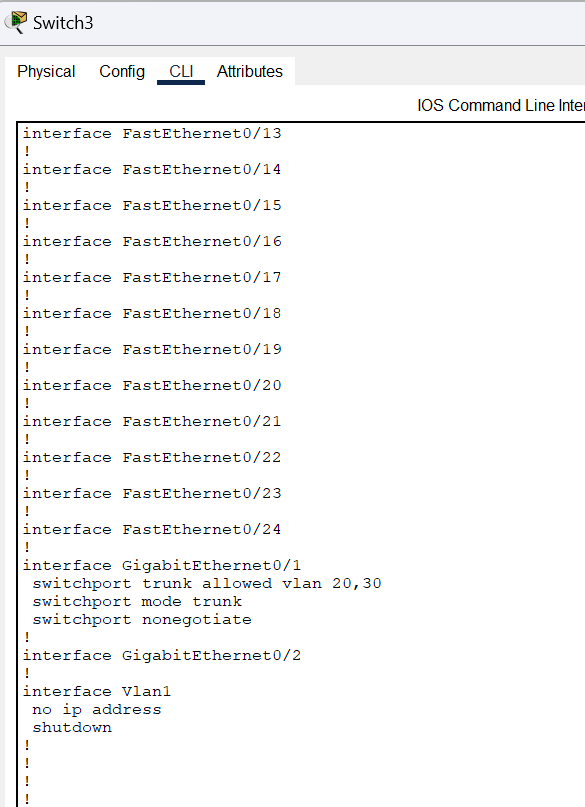 Switch3
Physical Config CLI Attributes
IOS Command Line Inter
interface FastEthernet0/13
!
interface FastEthernet0/14
!
interface FastEthernet0/15
!
interface FastEthernet0/16
!
interface FastEthernet0/17
!
interface FastEthernet0/18
!
interface FastEthernet0/19
!
interface FastEthernet0/20
!
interface FastEthernet0/21
!
interface FastEthernet0/22
!
interface FastEthernet0/23
!
interface FastEthernet0/24
!
interface GigabitEthernet0/1
 switchport trunk allowed vlan 20,30
 switchport mode trunk
 switchport nonegotiate
!
interface GigabitEthernet0/2
!
interface Vlan1
 no ip address
 shutdown
!
!
!
!